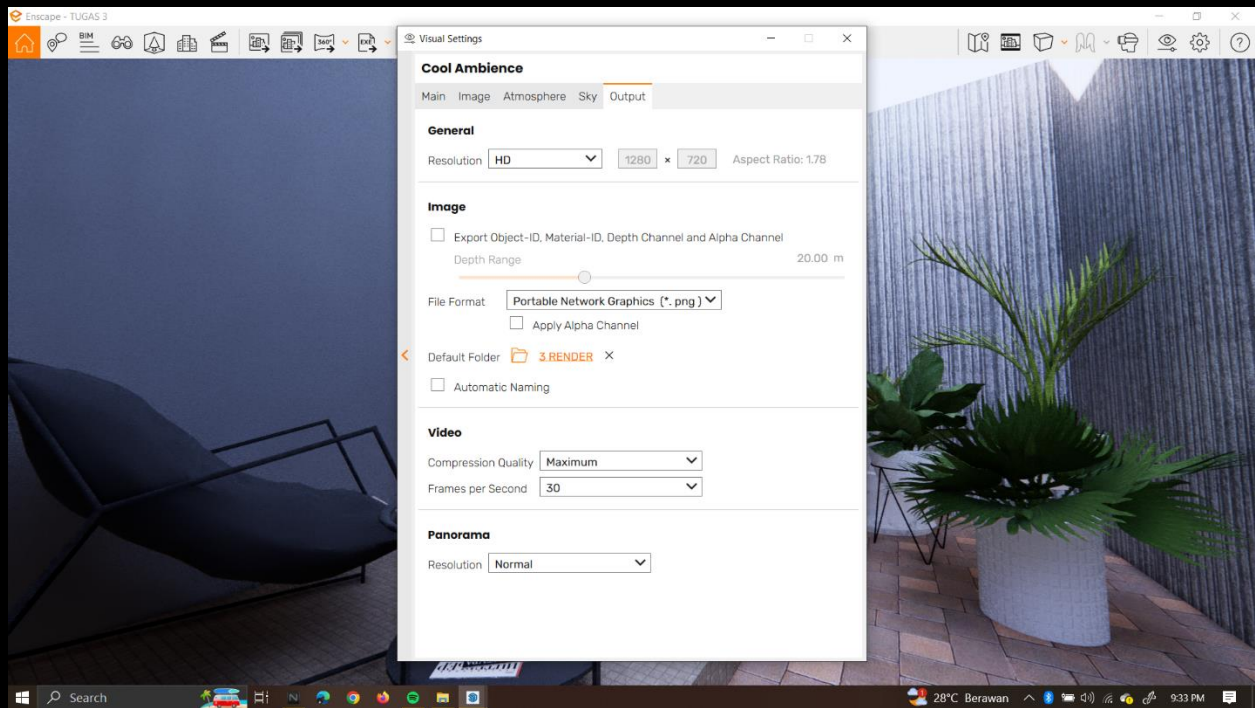 Enscape - TUGAS 3
BIM
360°
EXE
Visual Settings
Cool Ambience
Main Image Atmosphere Sky Output
General
Resolution HD 1280 × 720 Aspect Ratio: 1.78
Image
Export Object-ID, Material-ID, Depth Channel and Alpha Channel
Depth Range 20.00 m
File Format Portable Network Graphics (*. png )
Apply Alpha Channel
Default Folder 3 RENDER
Automatic Naming
Video
Compression Quality Maximum
Frames per Second 30
Panorama
Resolution Normal
Search 28°C Berawan 9:33 PM